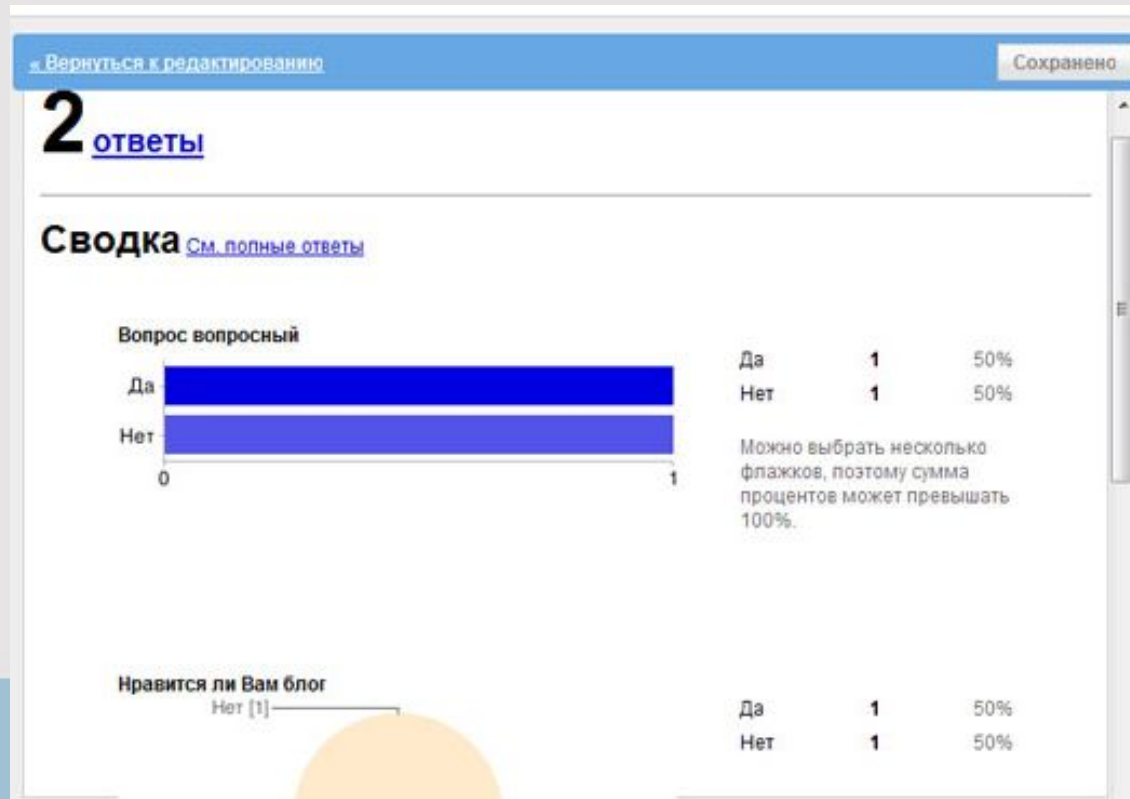 « Вернуться к редактированию
Сохранено
2 ответы
Сводка См. полные ответы
Вопрос вопросный
Да
Нет
0 1
Да 1 50%
Нет 1 50%
Можно выбрать несколько
флажков, поэтому сумма
процентов может превышать
100%.
Нравится ли Вам блог
Нет [1]
Да 1 50%
Нет 1 50%